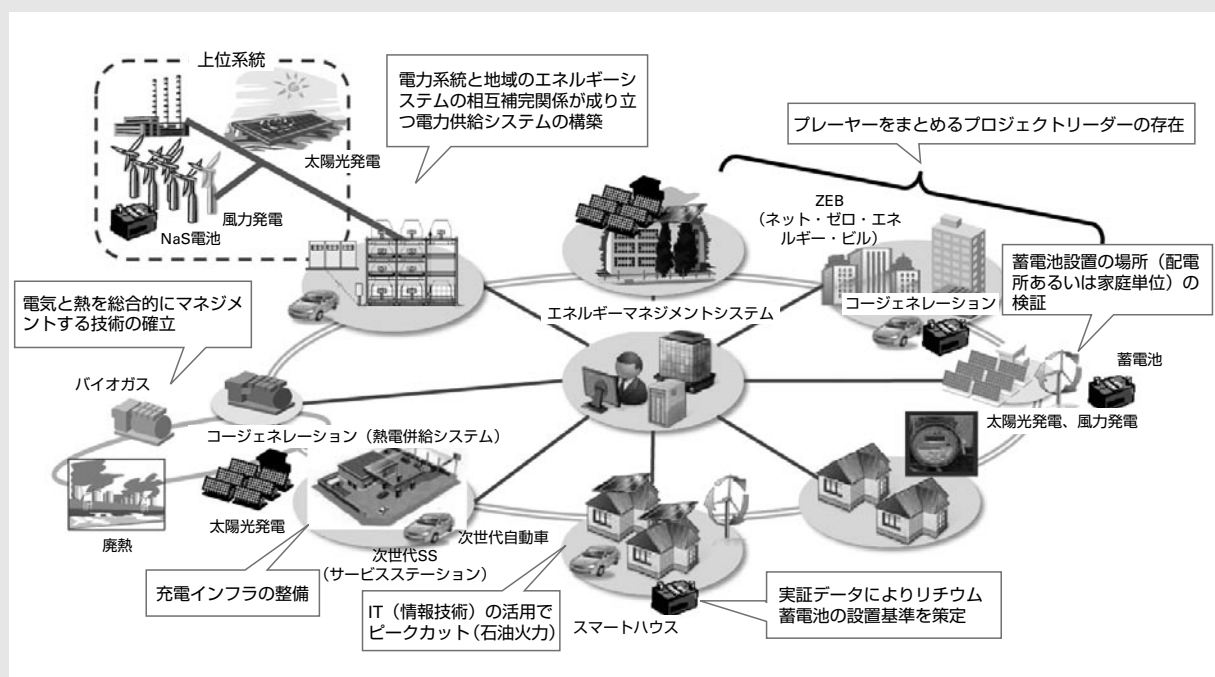 上位系統
太陽光発電
風力発電
NaS電池
電力系統と地域のエネルギーシ
ステムの相互補完関係が成り立
つ電力供給システムの構築
プレーヤーをまとめるプロジェクトリーダーの存在
ZEB
（ネット・ゼロ・エネ
ルギー・ビル）
コージェネレーション
蓄電池設置の場所（配電
所あるいは家庭単位）の
検証
電気と熱を総合的にマネジメ
ントする技術の確立
エネルギーマネジメントシステム
バイオガス
蓄電池
太陽光発電、風力発電
コージェネレーション（熱電併給システム）
太陽光発電
廃熱
次世代自動車
次世代SS
（サービスステーション）
充電インフラの整備
IT（情報技術）の活用で
ピークカット（石油火力）
スマートハウス
実証データによりリチウム
蓄電池の設置基準を策定